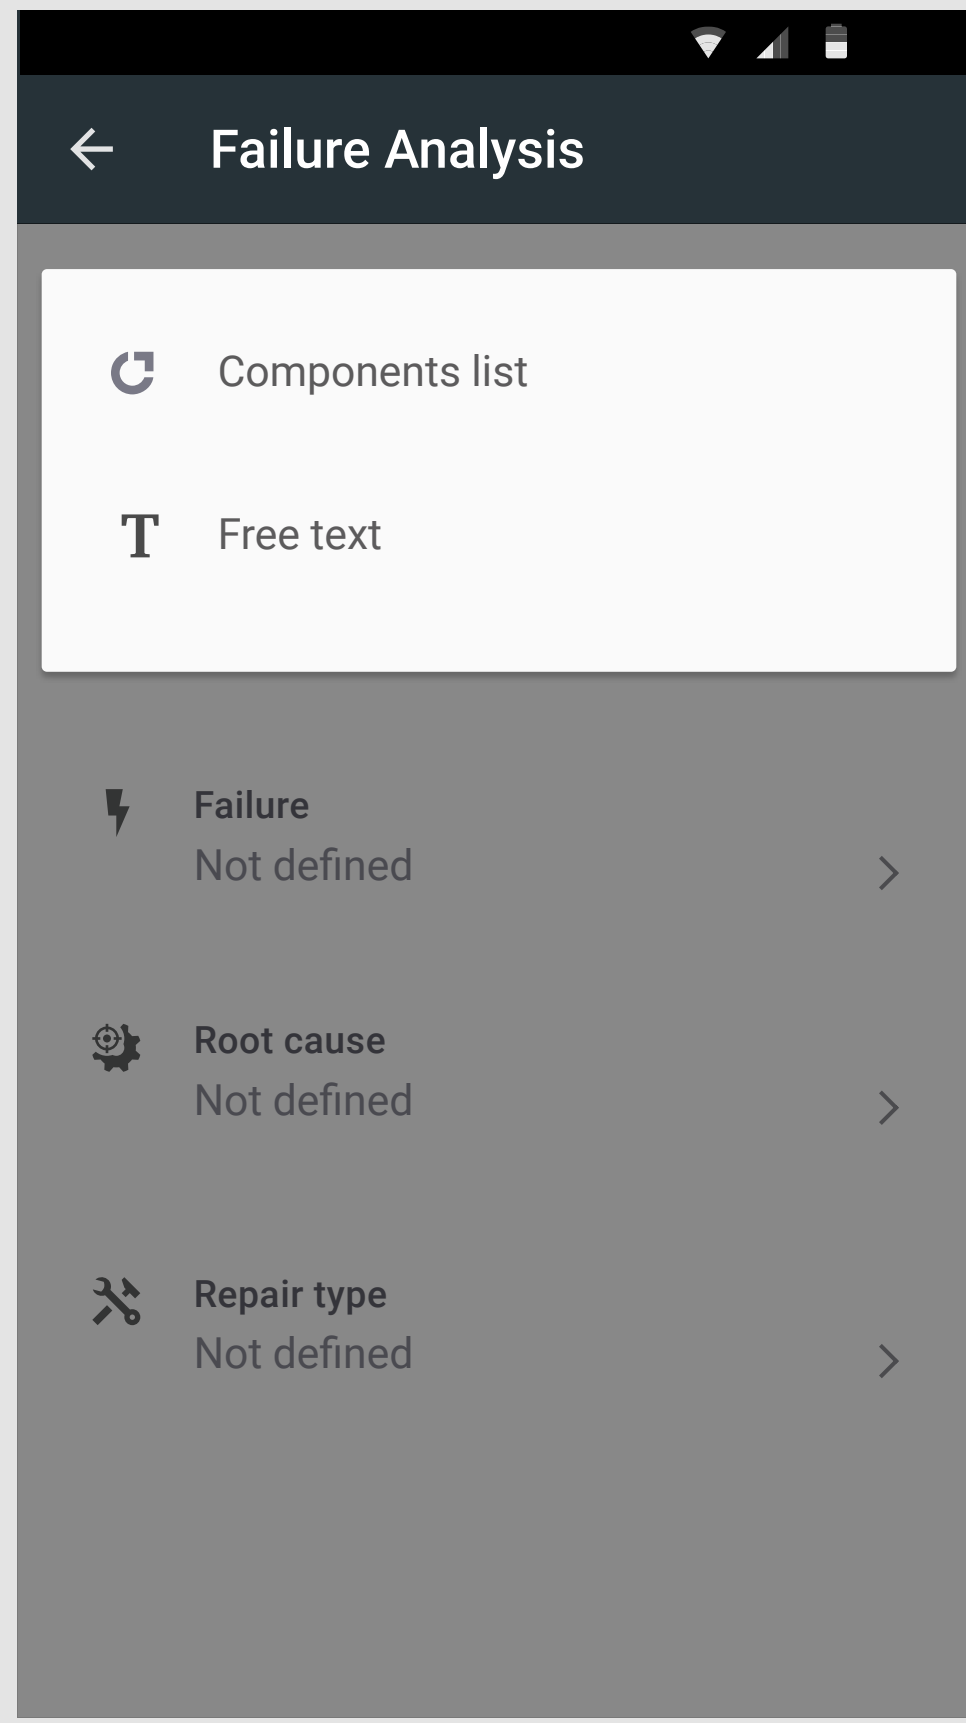 Failure Analysis
Components list
T Free text
Failure
Not defined
Root cause
Not defined
Repair type
Not defined